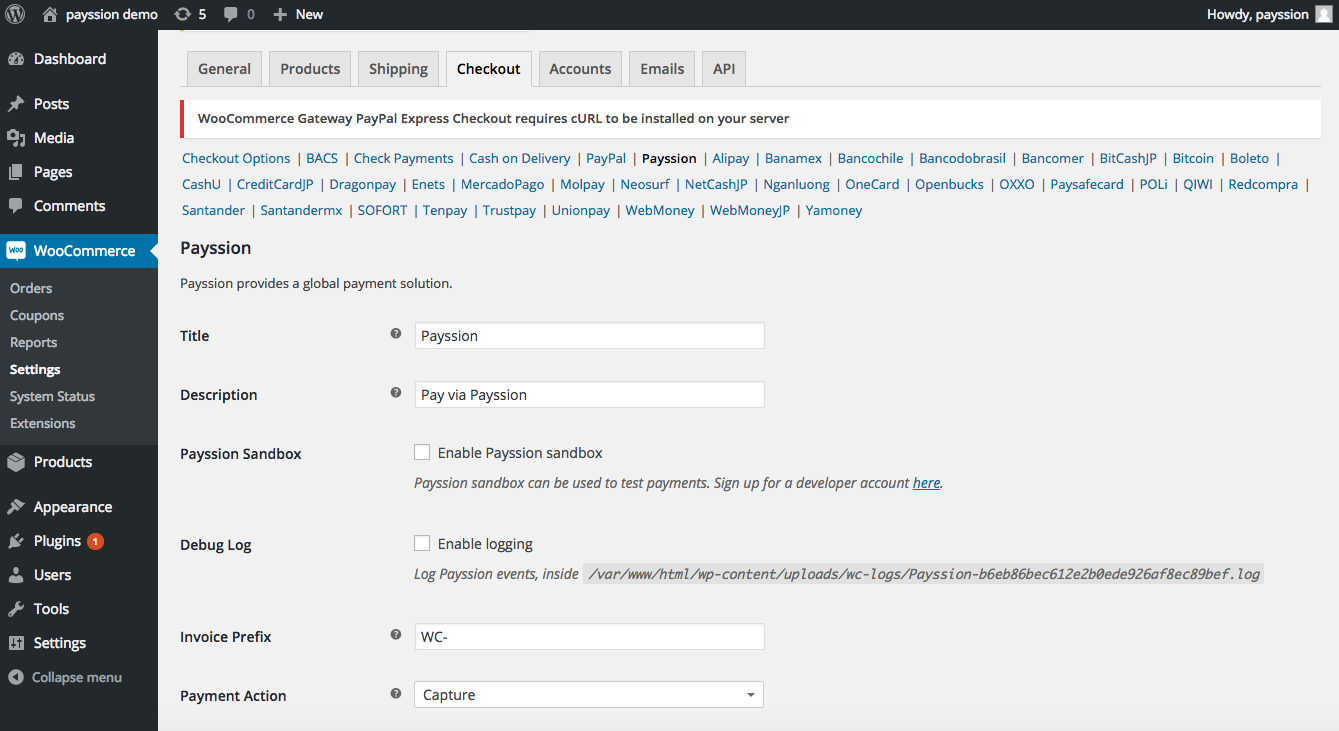 payssion demo 5 0 New Howdy, payssion
Dashboard
Posts
Media
Pages
Comments
WOO WooCommerce
Orders
Coupons
Reports
Settings
System Status
Extensions
Products
Appearance
Plugins 1
Users
Tools
Settings
Collapse menu
General Products Shipping Checkout Accounts Emails API
WooCommerce Gateway PayPal Express Checkout requires cURL to be installed on your server
Checkout Options | BACS | Check Payments | Cash on Delivery | PayPal | Payssion | Alipay | Banamex | Bancochile | Bancodobrasil | Bancomer | BitCashJP | Bitcoin | Boleto |
CashU | CreditCardJP | Dragonpay | Enets | MercadoPago | Molpay | Neosurf | NetCashJP | Nganluong | OneCard | Openbucks | OXXO | Paysafecard | POLi | QIWI | Redcompra |
Santander | Santandermx | SOFORT | Tenpay | Trustpay | Unionpay | WebMoney | WebMoneyJP | Yamoney
Payssion
Payssion provides a global payment solution.
Title ? Payssion
Description ? Pay via Payssion
Payssion Sandbox Enable Payssion sandbox
Payssion sandbox can be used to test payments. Sign up for a developer account here.
Debug Log Enable logging
Log Payssion events, inside /var/www/html/wp-content/uploads/wc-logs/Payssion-b6eb86bec612e2b0ede926af8ec89bef.log
Invoice Prefix ? WC-
Payment Action ? Capture